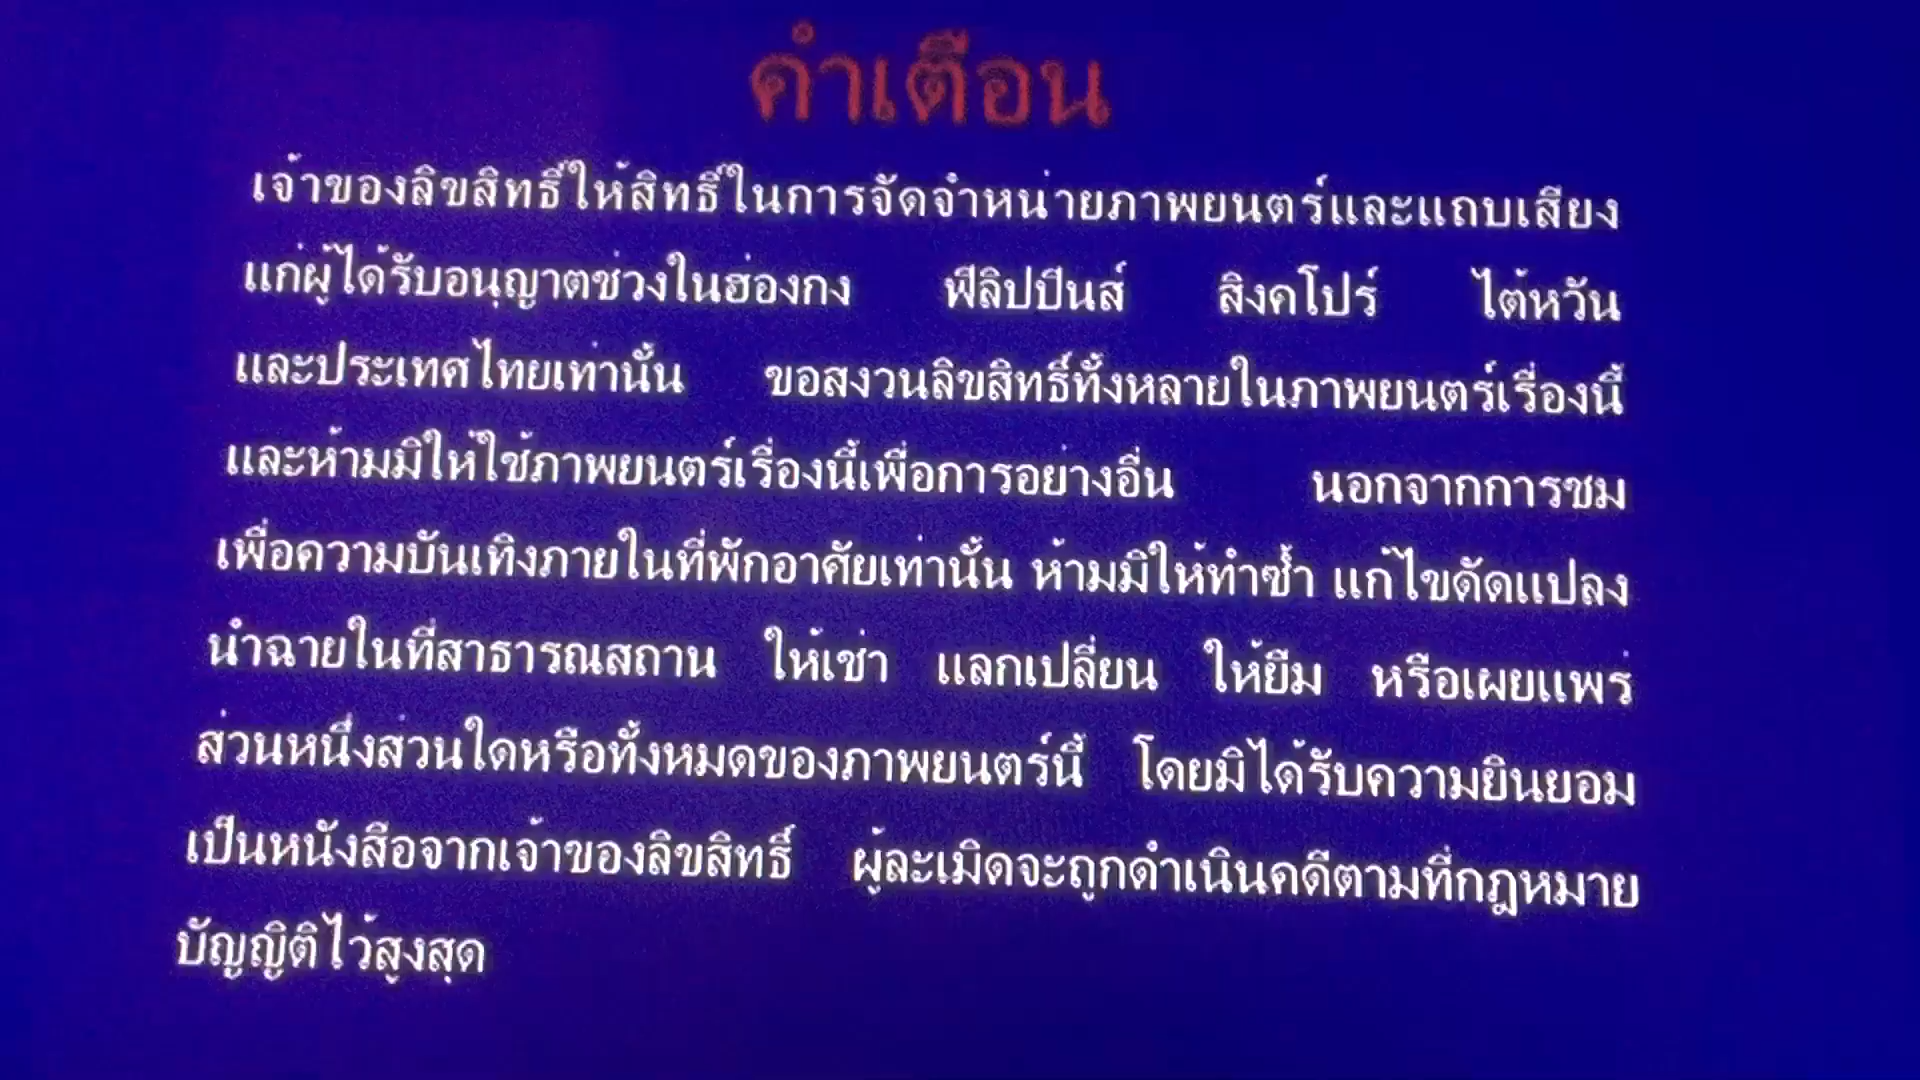 คำเตือน
เจ้าของลิขสิทธิ์ให้สิทธิ์ในการจัดจำหน่ายภาพยนตร์และแถบเสียง
แก่ผู้ได้รับอนุญาตช่วงในฮ่องกง ฟิลิปปินส์ สิงคโปร์ ไต้หวัน
และประเทศไทยเท่านั้น ขอสงวนลิขสิทธิ์ทั้งหลายในภาพยนตร์เรื่องนี้
และห้ามมิให้ใช้ภาพยนตร์เรื่องนี้เพื่อการอย่างอื่น นอกจากการชม
เพื่อความบันเทิงภายในที่พักอาศัยเท่านั้น ห้ามมิให้ทำซ้ำ แก้ไขดัดแปลง
นำฉายในที่สาธารณสถาน ให้เช่า แลกเปลี่ยน ให้ยืม หรือเผยแพร่
ส่วนหนึ่งส่วนใดหรือทั้งหมดของภาพยนตร์นี้ โดยมิได้รับความยินยอม
เป็นหนังสือจากเจ้าของลิขสิทธิ์ ผู้ละเมิดจะถูกดำเนินคดีตามที่กฎหมาย
บัญญิติไว้สูงสุด